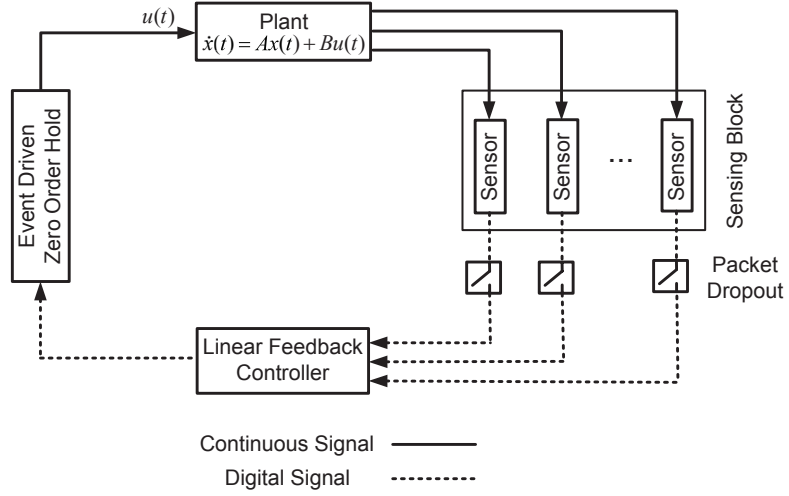 u(t)
Plant
ẋ(t) = Ax(t) + Bu(t)
Event Driven
Zero Order Hold
Sensor
Sensor
...
Sensor
Sensing Block
Packet
Dropout
Linear Feedback
Controller
Continuous Signal
Digital Signal